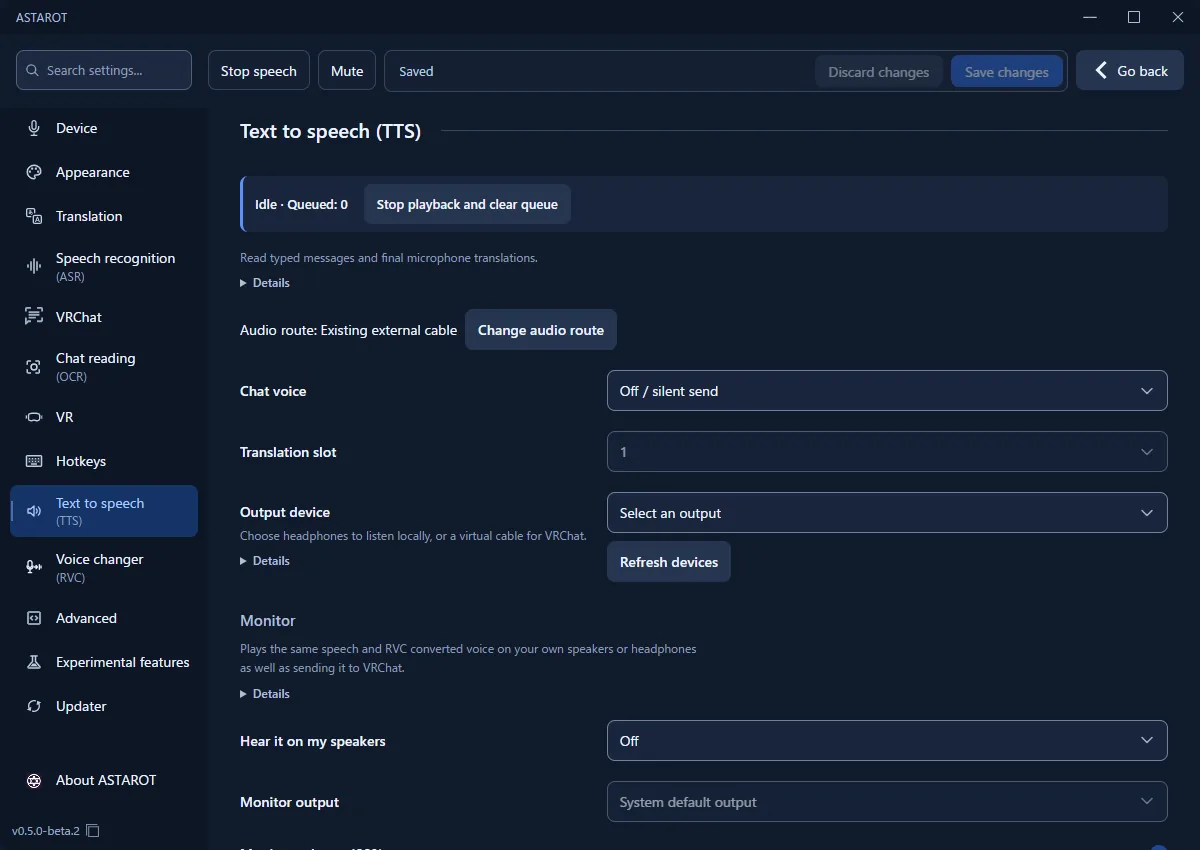 ASTAROT
Search settings...
Stop speech
Mute
Saved
Discard changes
Save changes
Go back
Device
Appearance
Translation
Speech recognition
(ASR)
VRChat
Chat reading
(OCR)
VR
Hotkeys
Text to speech
(TTS)
Voice changer
(RVC)
Advanced
Experimental features
Updater
About ASTAROT
v0.5.0-beta.2
Text to speech (TTS)
Idle · Queued: 0
Stop playback and clear queue
Read typed messages and final microphone translations.
Details
Audio route: Existing external cable
Change audio route
Chat voice
Off / silent send
Translation slot
1
Output device
Select an output
Choose headphones to listen locally, or a virtual cable for VRChat.
Details
Refresh devices
Monitor
Plays the same speech and RVC converted voice on your own speakers or headphones
as well as sending it to VRChat.
Details
Hear it on my speakers
Off
Monitor output
System default output